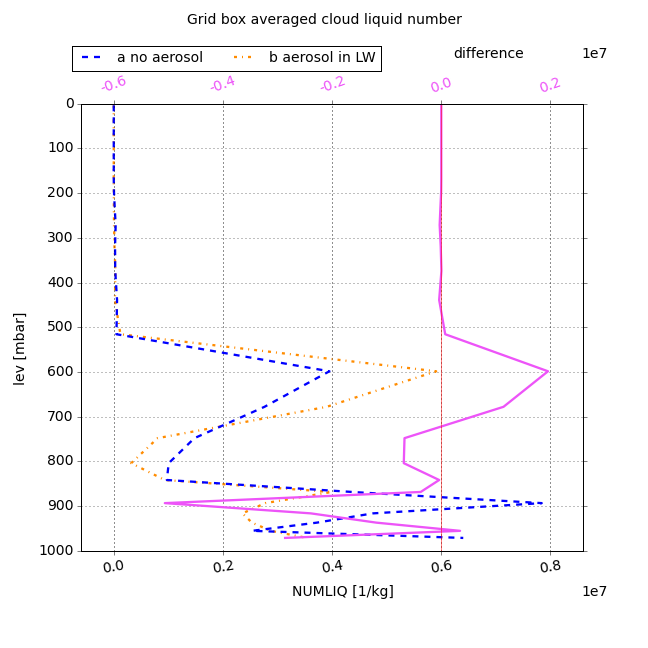 Grid box averaged cloud liquid number
a no aerosol b aerosol in LW difference 1e7
-0.6 -0.4 -0.2 0.0 0.2
0
100
200
300
400
500
600
700
800
900
1000
lev [mbar]
0.0 0.2 0.4 0.6 0.8
NUMLIQ [1/kg] 1e7